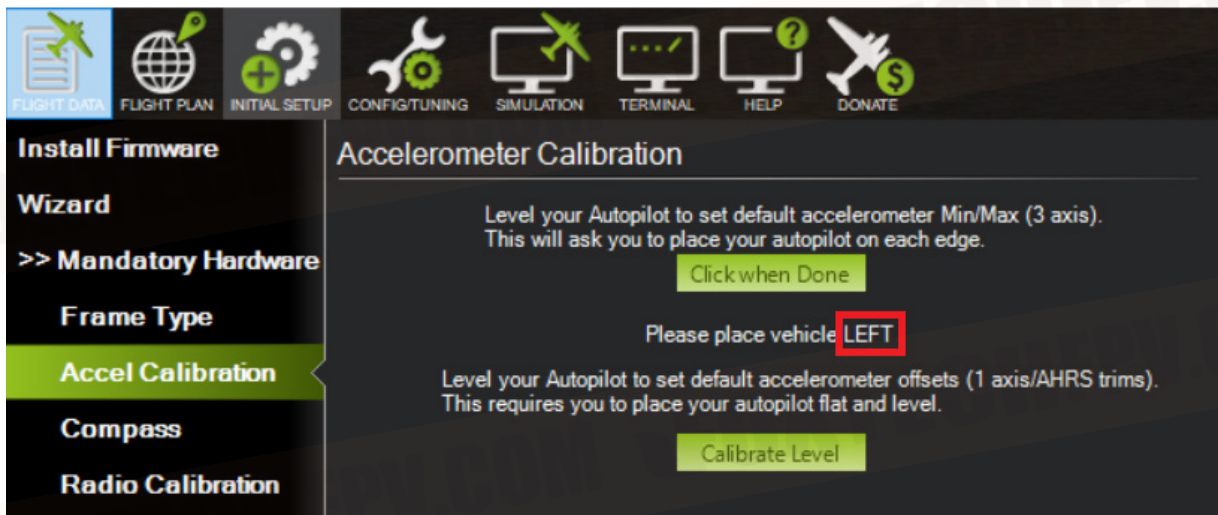 FLIGHT DATA
FLIGHT PLAN
INITIAL SETUP
CONFIG/TUNING
SIMULATION
TERMINAL
HELP
DONATE
Install Firmware
Wizard
>> Mandatory Hardware
Frame Type
Accel Calibration
Compass
Radio Calibration
Accelerometer Calibration
Level your Autopilot to set default accelerometer Min/Max (3 axis).
This will ask you to place your autopilot on each edge.
Click when Done
Please place vehicle LEFT
Level your Autopilot to set default accelerometer offsets (1 axis/AHRS trims).
This requires you to place your autopilot flat and level.
Calibrate Level